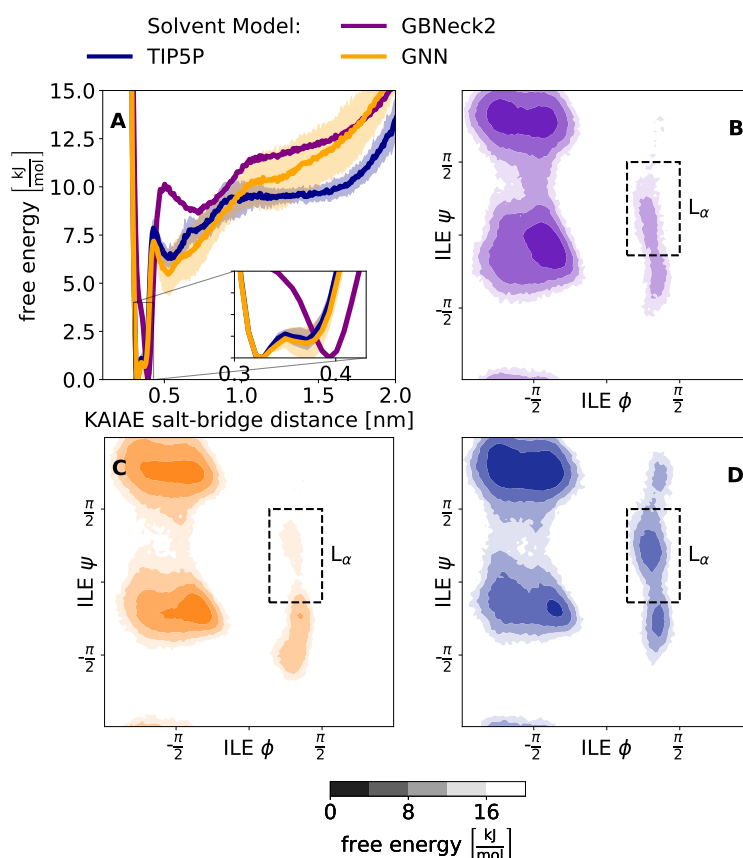 Solvent Model:
GBNeck2
TIP5P
GNN
A
15.0
12.5
10.0
7.5
5.0
2.5
0.0
free energy [kJ/mol]
0.3
0.4
0.5
1.0
1.5
2.0
KAIAE salt-bridge distance [nm]
B
π/2
-π/2
ILE ψ
Lα
-π/2
π/2
ILE ϕ
C
π/2
-π/2
ILE ψ
Lα
-π/2
π/2
ILE ϕ
D
π/2
-π/2
ILE ψ
Lα
-π/2
π/2
ILE ϕ
0
8
16
free energy [kJ/mol]